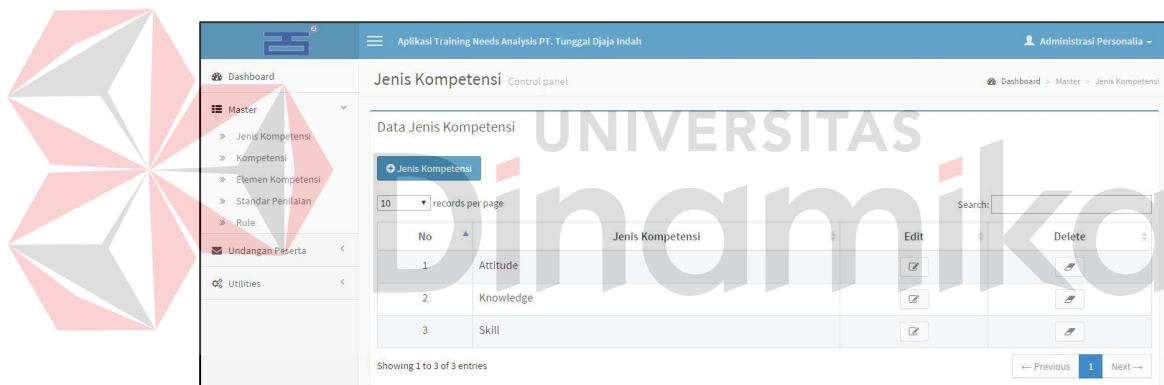 Aplikasi Training Needs Analysis PT. Tunggal Djaja Indah
Administrasi Personalia
Dashboard
Master
Jenis Kompetensi
Kompetensi
Elemen Kompetensi
Standar Penilaian
Rule
Undangan Peserta
Utilities
Jenis Kompetensi Control panel
Dashboard > Master > Jenis Kompetensi
Data Jenis Kompetensi
Jenis Kompetensi
10 records per page
Search:
No Jenis Kompetensi Edit Delete
1 Attitude
2 Knowledge
3 Skill
Showing 1 to 3 of 3 entries
← Previous 1 Next →
UNIVERSITAS
Dinamika